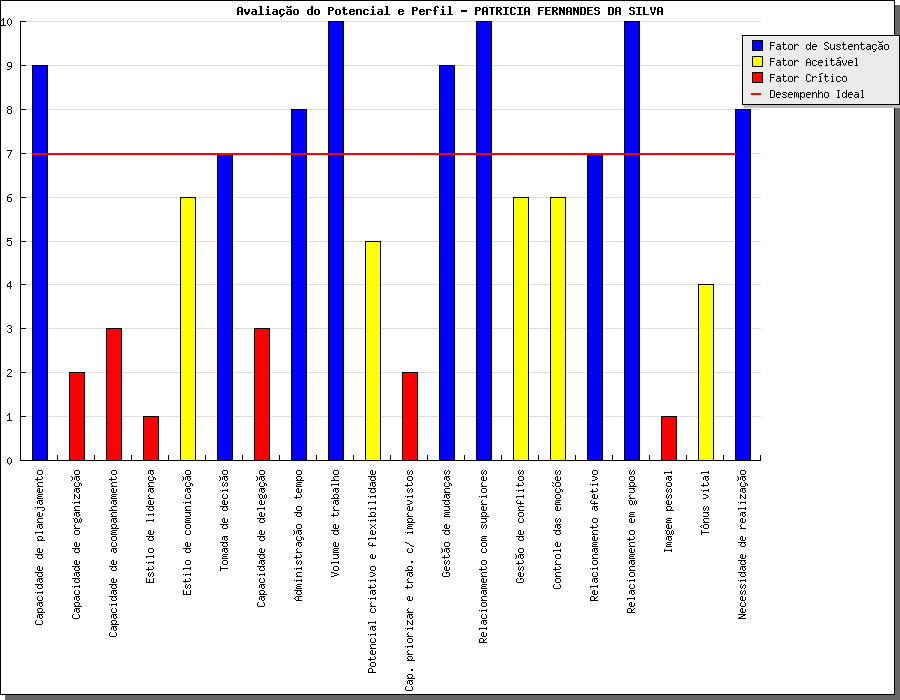 Avaliação do Potencial e Perfil - PATRICIA FERNANDES DA SILVA
10
9
8
7
6
5
4
3
2
1
0
Fator de Sustentação
Fator Aceitável
Fator Crítico
Desempenho Ideal
Capacidade de planejamento
Capacidade de organização
Capacidade de acompanhamento
Estilo de liderança
Estilo de comunicação
Tomada de decisão
Capacidade de delegação
Administração do tempo
Volume de trabalho
Potencial criativo e flexibilidade
Cap. priorizar e trab. c/ imprevistos
Gestão de mudanças
Relacionamento com superiores
Gestão de conflitos
Controle das emoções
Relacionamento afetivo
Relacionamento em grupos
Imagem pessoal
Tônus vital
Necessidade de realização